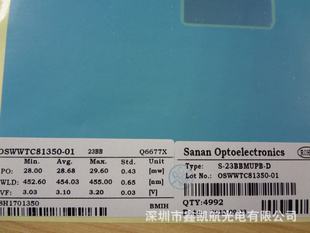 OSWWTC81350-01 23BB Q6677X
Min. Avg. Max. Std.
PO: 28.00 28.68 29.60 0.43 [mw]
WLD: 452.60 454.03 455.00 0.65 [nm]
VF: 3.03 3.10 3.20 0.03 [V]
8H1701350 BMIH
Sanan Optoelectronics
Type: S-23BBMUPB-D
Lot No: OSWWTC81350-01
QTY:4992
深圳市鑫凯航光电有限公司